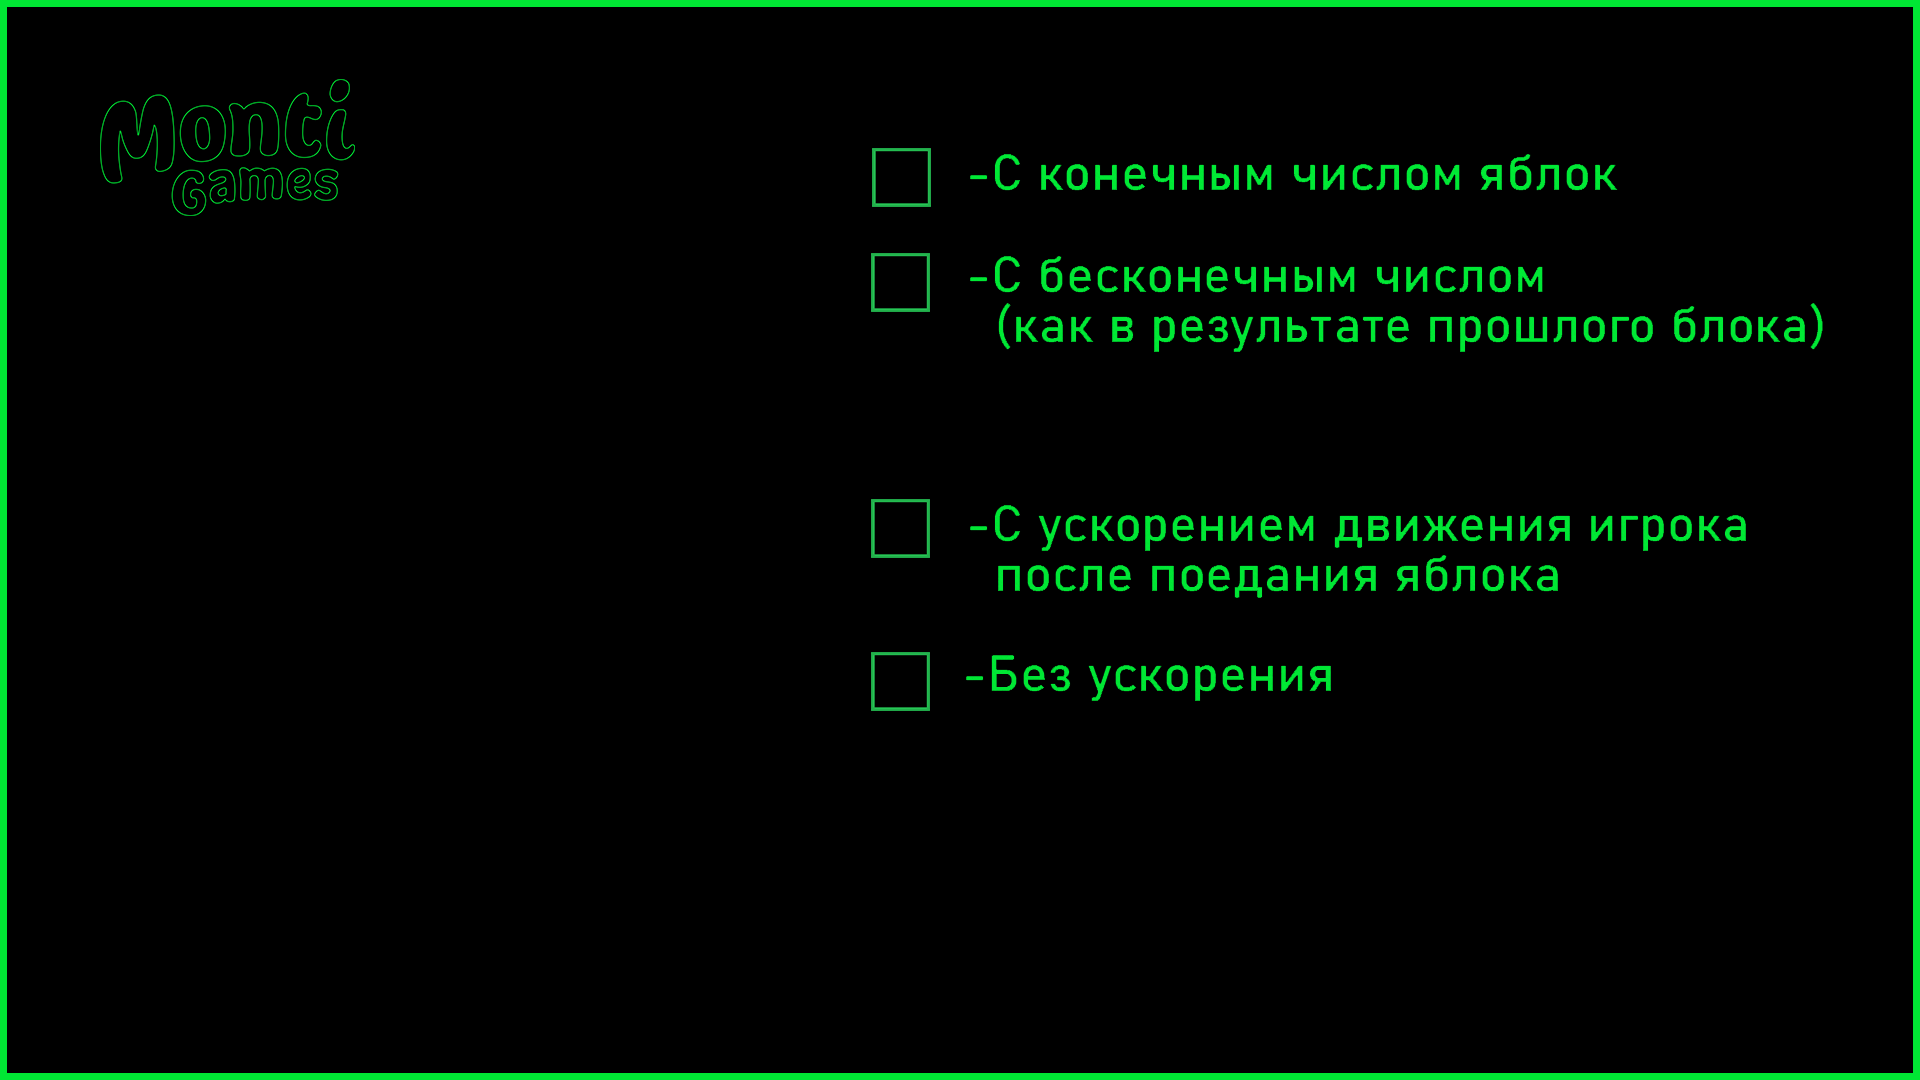 Monti
Games
-С конечным числом яблок
-С бесконечным числом
(как в результате прошлого блока)
-С ускорением движения игрока
после поедания яблока
-Без ускорения